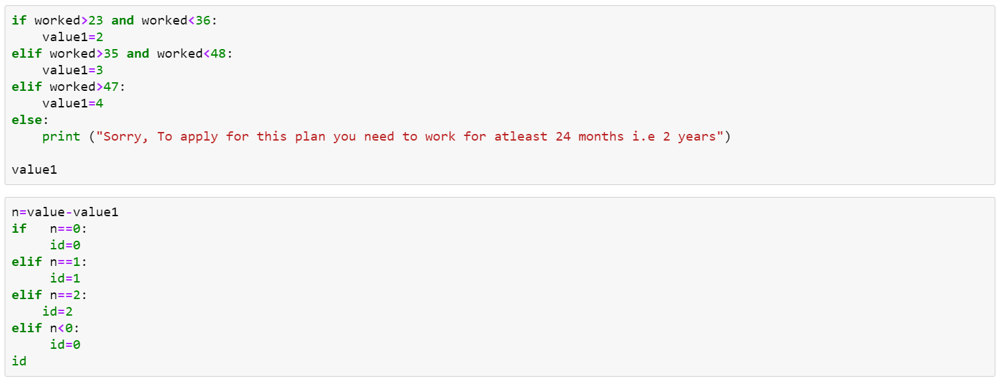 if worked>23 and worked<36:
    value1=2
elif worked>35 and worked<48:
    value1=3
elif worked>47:
    value1=4
else:
    print ("Sorry, To apply for this plan you need to work for atleast 24 months i.e 2 years")
value1
n=value-value1
if   n==0:
     id=0
elif n==1:
     id=1
elif n==2:
    id=2
elif n<0:
     id=0
id